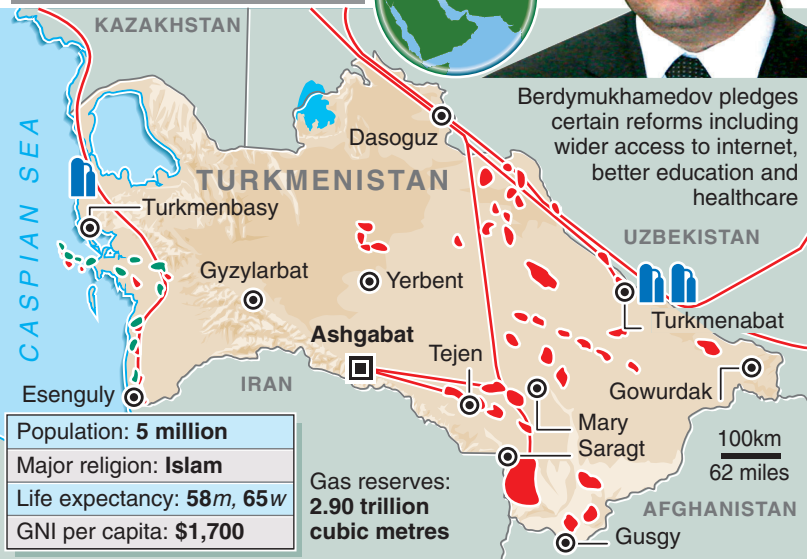 KAZAKHSTAN
Berdymukhamedov pledges
certain reforms including
wider access to internet,
better education and
healthcare
Dasoguz
TURKMENISTAN
CASPIAN SEA
Turkmenbasy
UZBEKISTAN
Gyzylarbat
Yerbent
Turkmenabat
Ashgabat
Tejen
IRAN
Esenguly
Gowurdak
Mary
Saragt
100km
62 miles
Population: 5 million
Major religion: Islam
Life expectancy: 58m, 65w
GNI per capita: $1,700
Gas reserves:
2.90 trillion
cubic metres
AFGHANISTAN
Gusgy